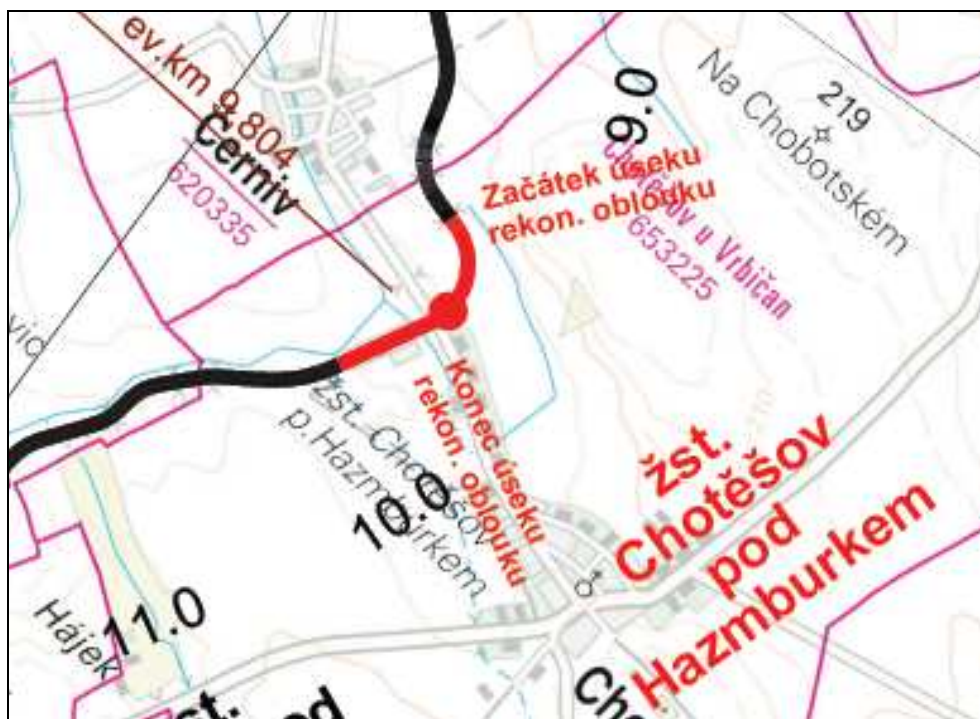 ev.km 9.804
Černiv
620335
9.0
Na Chobotském
219
Začátek úseku
rekon. oblouku
u Vrbičan
653225
Konec úseku
rekon. oblouku
žst. Chotěšov
p. Hazmburkem
10.0
žst.
Chotěšov
pod
Hazmburkem
11.0
Hájek